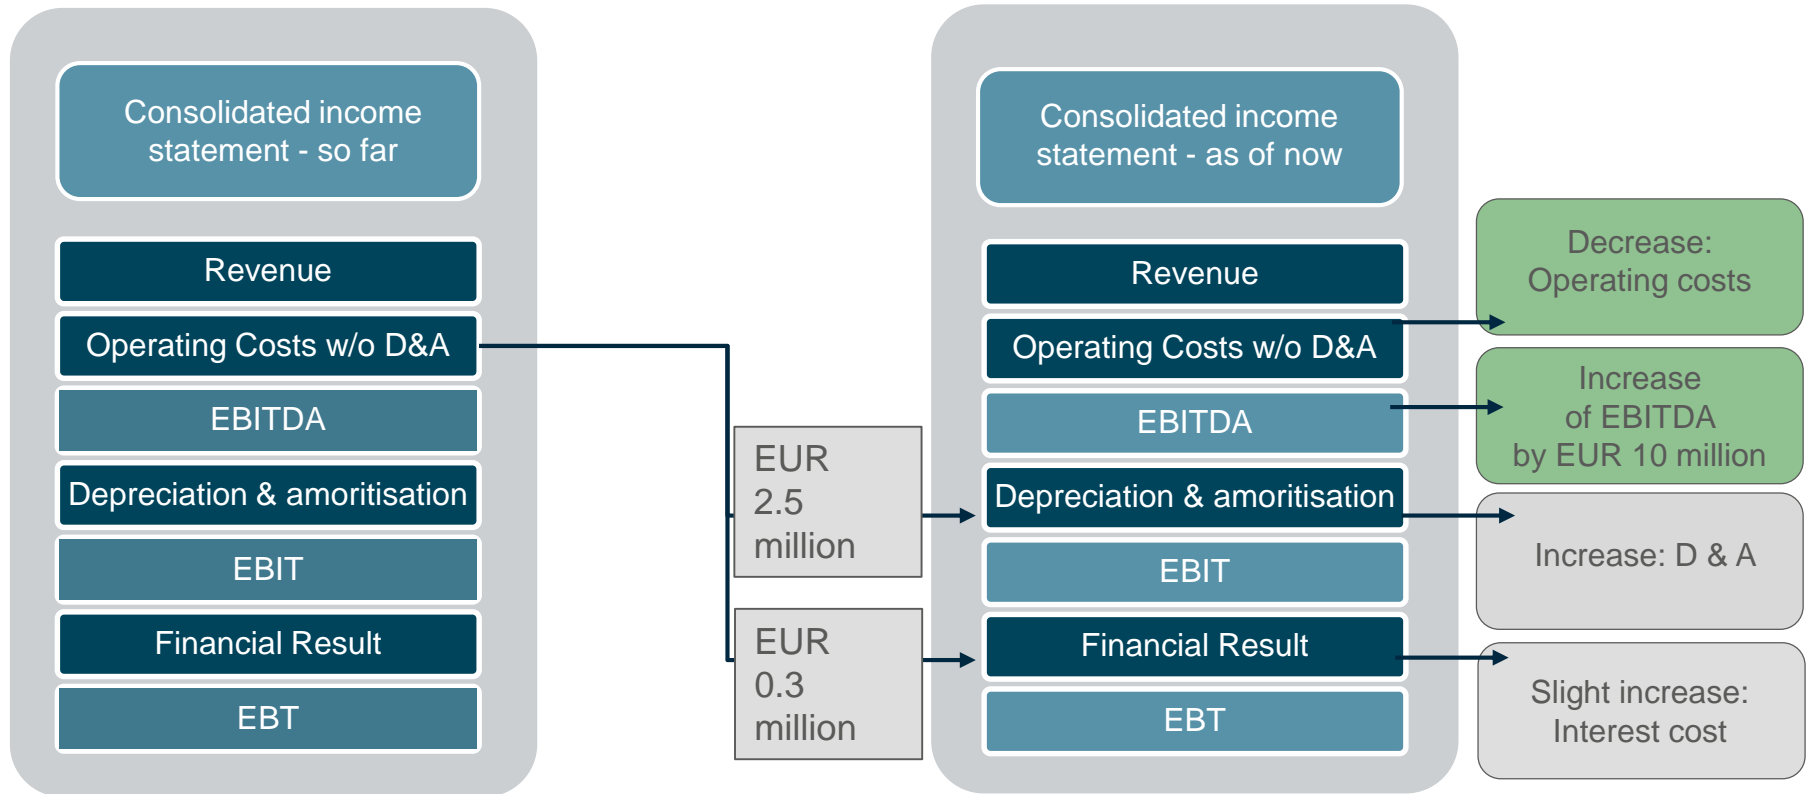 Consolidated income
statement - so far
Revenue
Operating Costs w/o D&A
EBITDA
Depreciation & amoritisation
EBIT
Financial Result
EBT
EUR
2.5
million
EUR
0.3
million
Consolidated income
statement - as of now
Revenue
Operating Costs w/o D&A
EBITDA
Depreciation & amoritisation
EBIT
Financial Result
EBT
Decrease:
Operating costs
Increase
of EBITDA
by EUR 10 million
Increase: D & A
Slight increase:
Interest cost